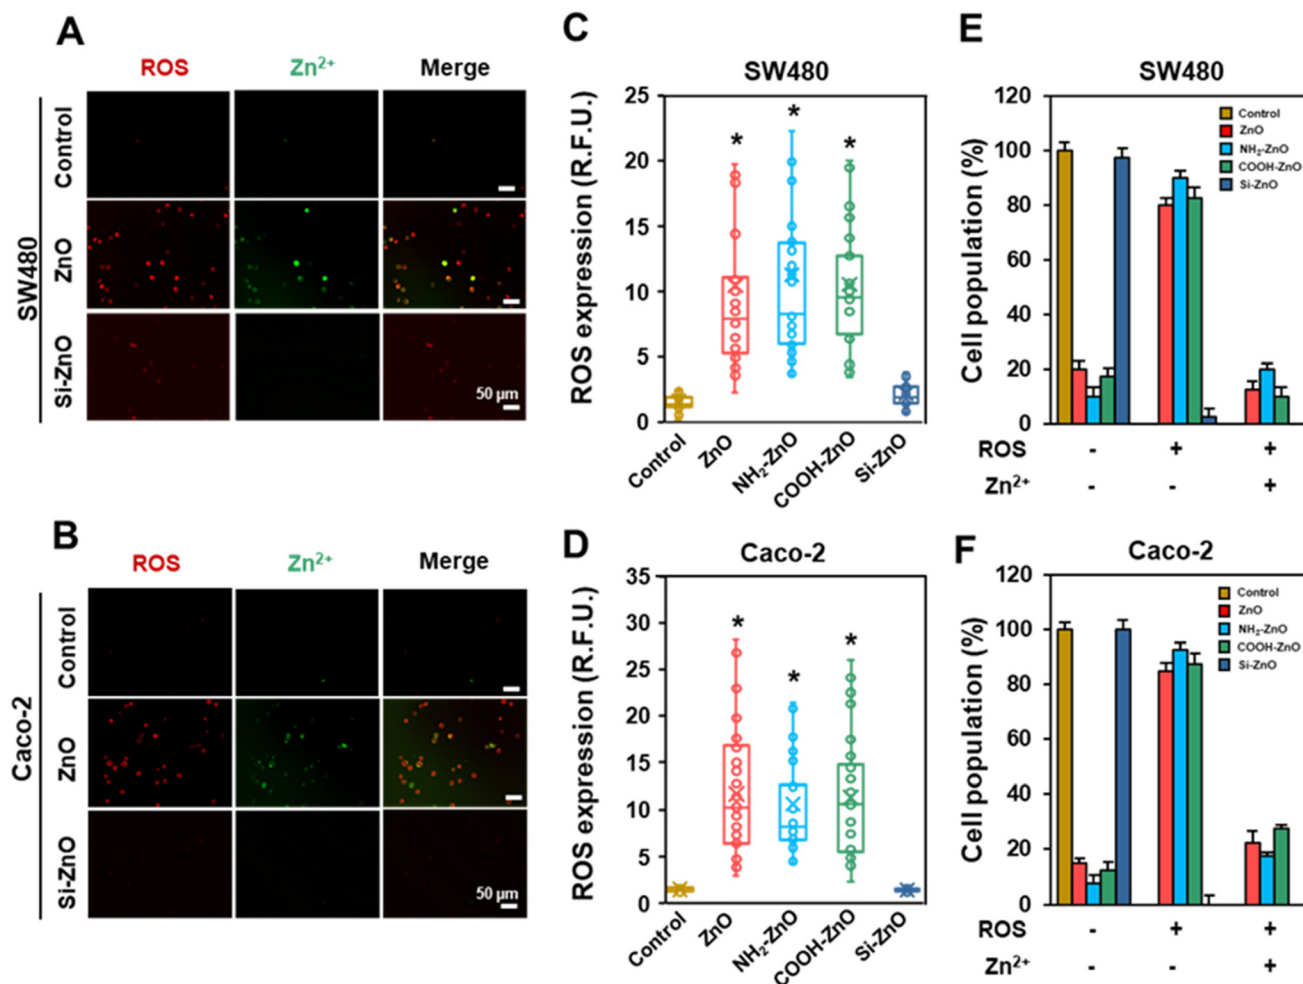 A
ROS Zn²⁺ Merge
SW480
Control
ZnO
Si-ZnO
50 µm
B
ROS Zn²⁺ Merge
Caco-2
Control
ZnO
Si-ZnO
50 µm
C
SW480
ROS expression (R.F.U.)
25
20
15
10
5
0
* * *
Control ZnO NH₂-ZnO COOH-ZnO Si-ZnO
D
Caco-2
ROS expression (R.F.U.)
35
30
25
20
15
10
5
0
* * *
Control ZnO NH₂-ZnO COOH-ZnO Si-ZnO
E
SW480
Cell population (%)
120
100
80
60
40
20
0
Control
ZnO
NH₂-ZnO
COOH-ZnO
Si-ZnO
ROS - + +
Zn²⁺ - - +
F
Caco-2
Cell population (%)
120
100
80
60
40
20
0
Control
ZnO
NH₂-ZnO
COOH-ZnO
Si-ZnO
ROS - + +
Zn²⁺ - - +